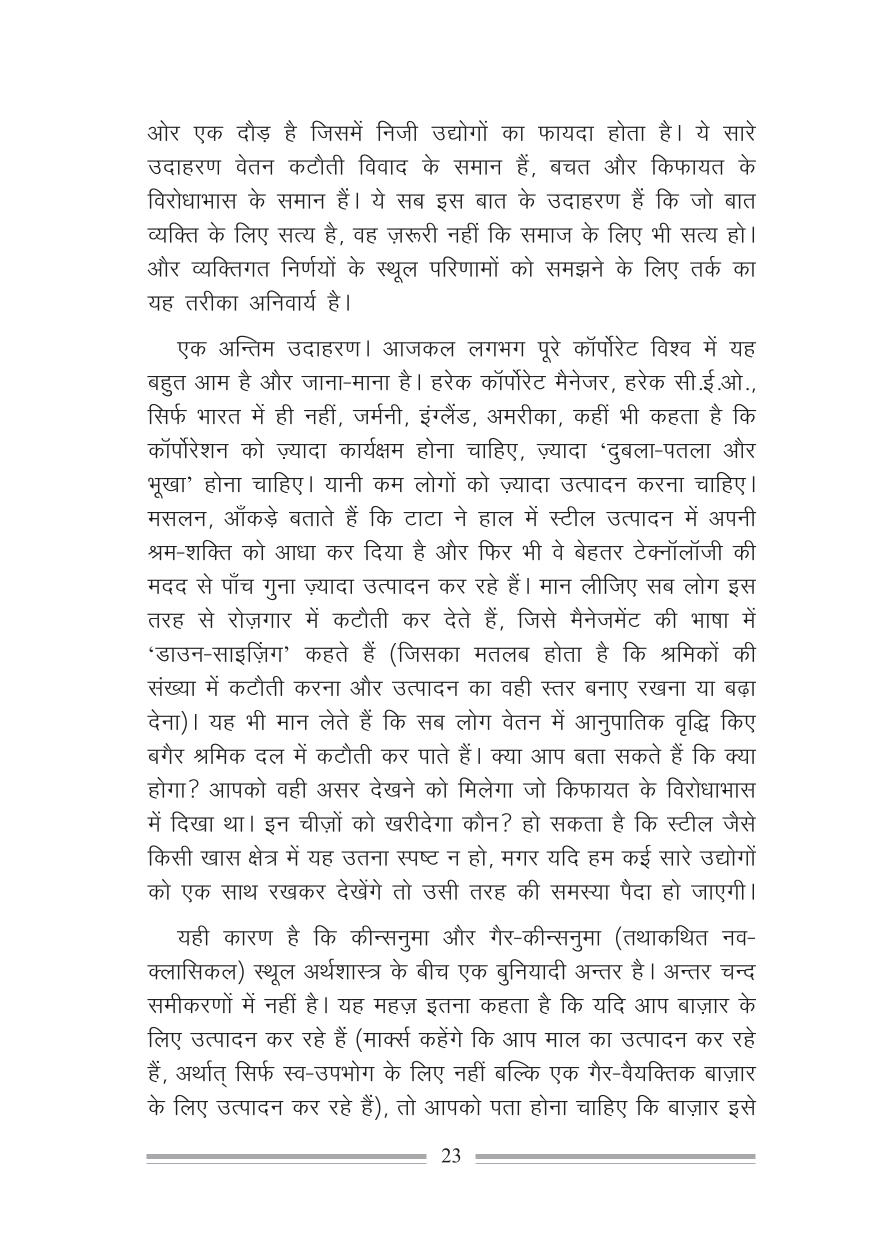 ओर एक दौड़ है जिसमें निजी उद्योगों का फायदा होता है। ये सारे
उदाहरण वेतन कटौती विवाद के समान हैं, बचत और किफायत के
विरोधाभास के समान हैं। ये सब इस बात के उदाहरण हैं कि जो बात
व्यक्ति के लिए सत्य है, वह ज़रूरी नहीं कि समाज के लिए भी सत्य हो।
और व्यक्तिगत निर्णयों के स्थूल परिणामों को समझने के लिए तर्क का
यह तरीका अनिवार्य है।
एक अन्तिम उदाहरण। आजकल लगभग पूरे कॉर्पोरेट विश्व में यह
बहुत आम है और जाना-माना है। हरेक कॉर्पोरेट मैनेजर, हरेक सी.ई.ओ.,
सिर्फ भारत में ही नहीं, जर्मनी, इंग्लैंड, अमरीका, कहीं भी कहता है कि
कॉर्पोरेशन को ज़्यादा कार्यक्षम होना चाहिए, ज़्यादा ‘दुबला-पतला और
भूखा’ होना चाहिए। यानी कम लोगों को ज़्यादा उत्पादन करना चाहिए।
मसलन, आँकड़े बताते हैं कि टाटा ने हाल में स्टील उत्पादन में अपनी
श्रम-शक्ति को आधा कर दिया है और फिर भी वे बेहतर टेक्नॉलॉजी की
मदद से पाँच गुना ज़्यादा उत्पादन कर रहे हैं। मान लीजिए सब लोग इस
तरह से रोज़गार में कटौती कर देते हैं, जिसे मैनेजमेंट की भाषा में
‘डाउन-साइज़िंग’ कहते हैं (जिसका मतलब होता है कि श्रमिकों की
संख्या में कटौती करना और उत्पादन का वही स्तर बनाए रखना या बढ़ा
देना)। यह भी मान लेते हैं कि सब लोग वेतन में आनुपातिक वृद्धि किए
बगैर श्रमिक दल में कटौती कर पाते हैं। क्या आप बता सकते हैं कि क्या
होगा? आपको वही असर देखने को मिलेगा जो किफायत के विरोधाभास
में दिखा था। इन चीज़ों को खरीदेगा कौन? हो सकता है कि स्टील जैसे
किसी खास क्षेत्र में यह उतना स्पष्ट न हो, मगर यदि हम कई सारे उद्योगों
को एक साथ रखकर देखेंगे तो उसी तरह की समस्या पैदा हो जाएगी।
यही कारण है कि कीन्सनुमा और गैर-कीन्सनुमा (तथाकथित नव-
क्लासिकल) स्थूल अर्थशास्त्र के बीच एक बुनियादी अन्तर है। अन्तर चन्द
समीकरणों में नहीं है। यह महज़ इतना कहता है कि यदि आप बाज़ार के
लिए उत्पादन कर रहे हैं (मार्क्स कहेंगे कि आप माल का उत्पादन कर रहे
हैं, अर्थात् सिर्फ स्व-उपभोग के लिए नहीं बल्कि एक गैर-वैयक्तिक बाज़ार
के लिए उत्पादन कर रहे हैं), तो आपको पता होना चाहिए कि बाज़ार इसे
23